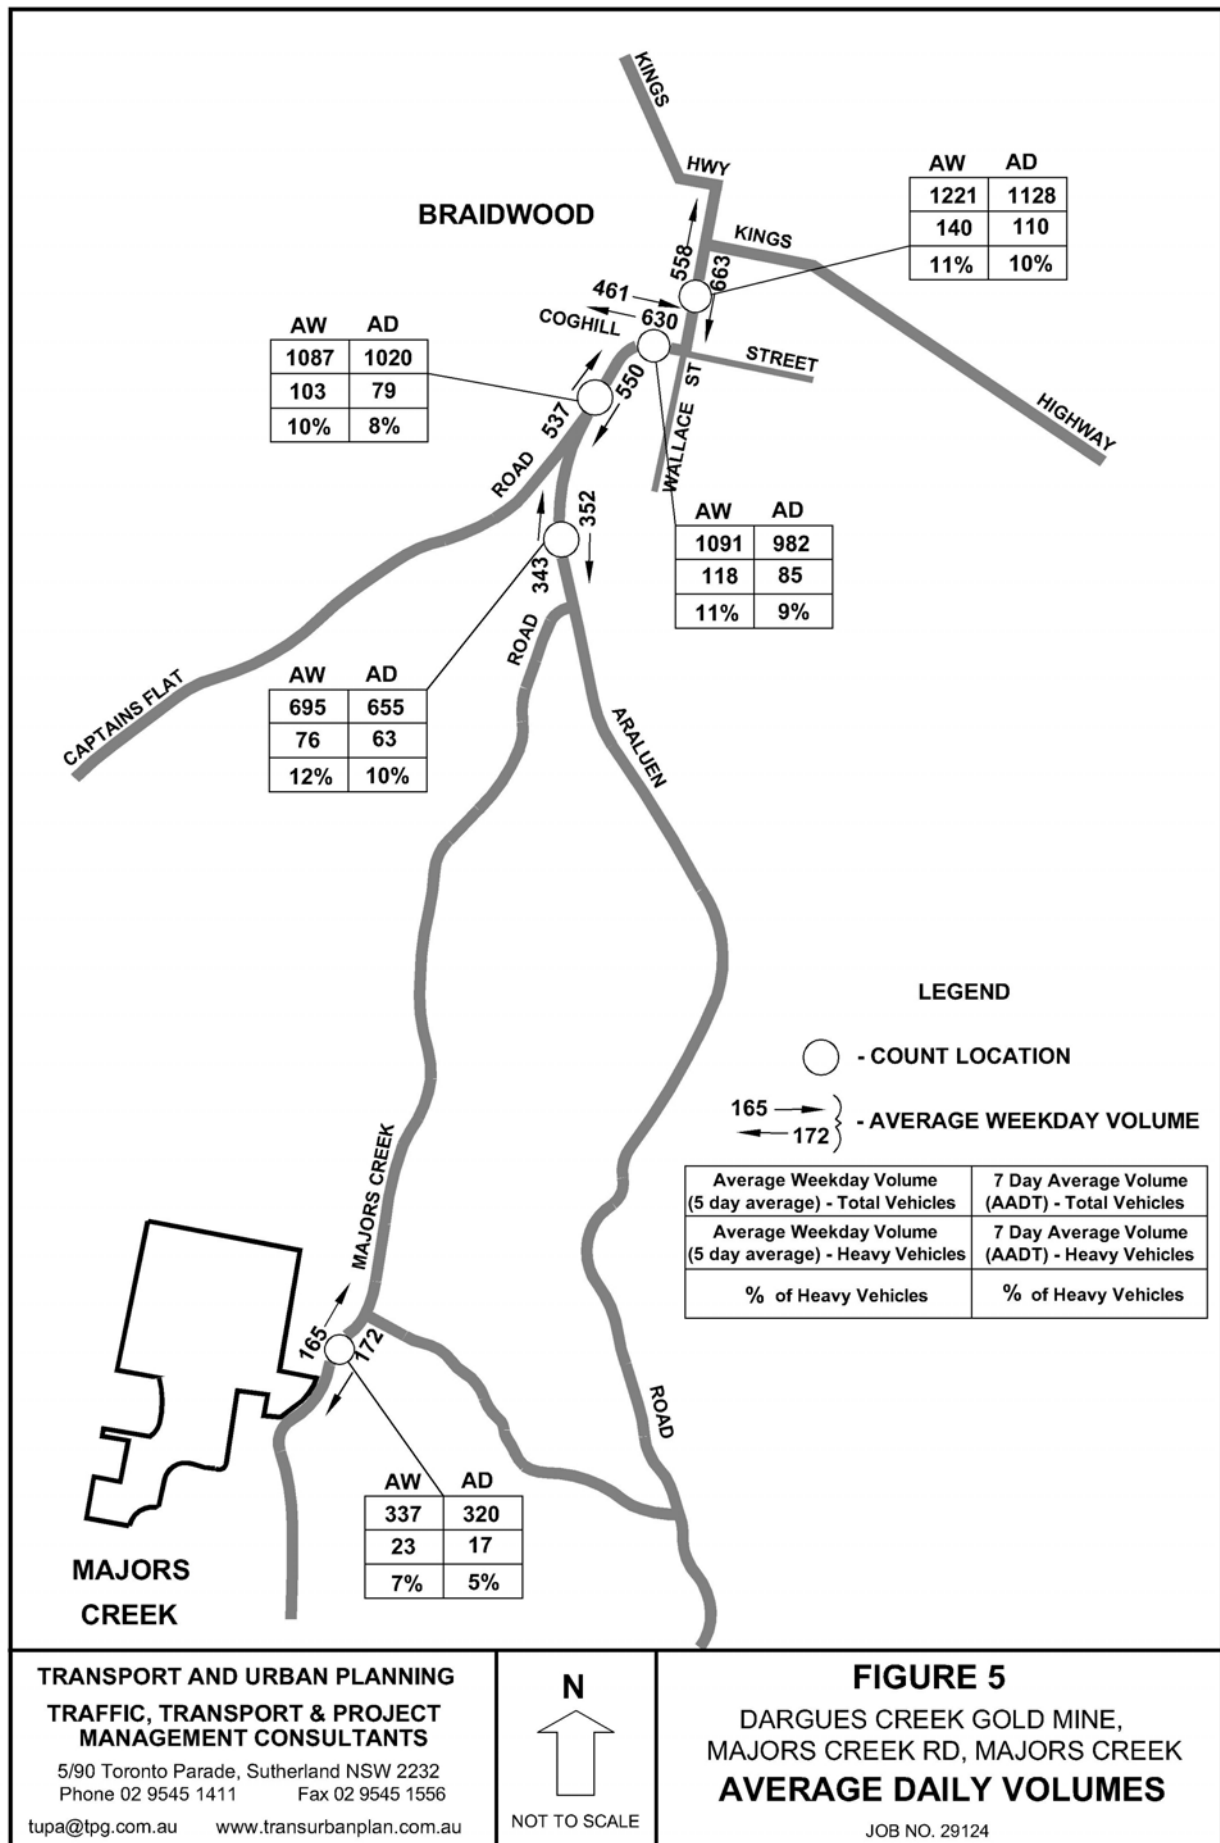 KINGS
HWY
BRAIDWOOD
AW AD
1221 1128
140 110
11% 10%
KINGS
558
663
461
630
COGHILL
STREET
WALLACE ST
HIGHWAY
AW AD
1087 1020
103 79
10% 8%
537
550
ROAD
352
343
AW AD
1091 982
118 85
11% 9%
ROAD
CAPTAINS FLAT
AW AD
695 655
76 63
12% 10%
ARALUEN
LEGEND
- COUNT LOCATION
165
172
- AVERAGE WEEKDAY VOLUME
Average Weekday Volume
(5 day average) - Total Vehicles
7 Day Average Volume
(AADT) - Total Vehicles
Average Weekday Volume
(5 day average) - Heavy Vehicles
7 Day Average Volume
(AADT) - Heavy Vehicles
% of Heavy Vehicles
% of Heavy Vehicles
MAJORS CREEK
165
172
ROAD
AW AD
337 320
23 17
7% 5%
MAJORS
CREEK
TRANSPORT AND URBAN PLANNING
TRAFFIC, TRANSPORT & PROJECT
MANAGEMENT CONSULTANTS
5/90 Toronto Parade, Sutherland NSW 2232
Phone 02 9545 1411 Fax 02 9545 1556
tupa@tpg.com.au www.transurbanplan.com.au
N
NOT TO SCALE
FIGURE 5
DARGUES CREEK GOLD MINE,
MAJORS CREEK RD, MAJORS CREEK
AVERAGE DAILY VOLUMES
JOB NO. 29124